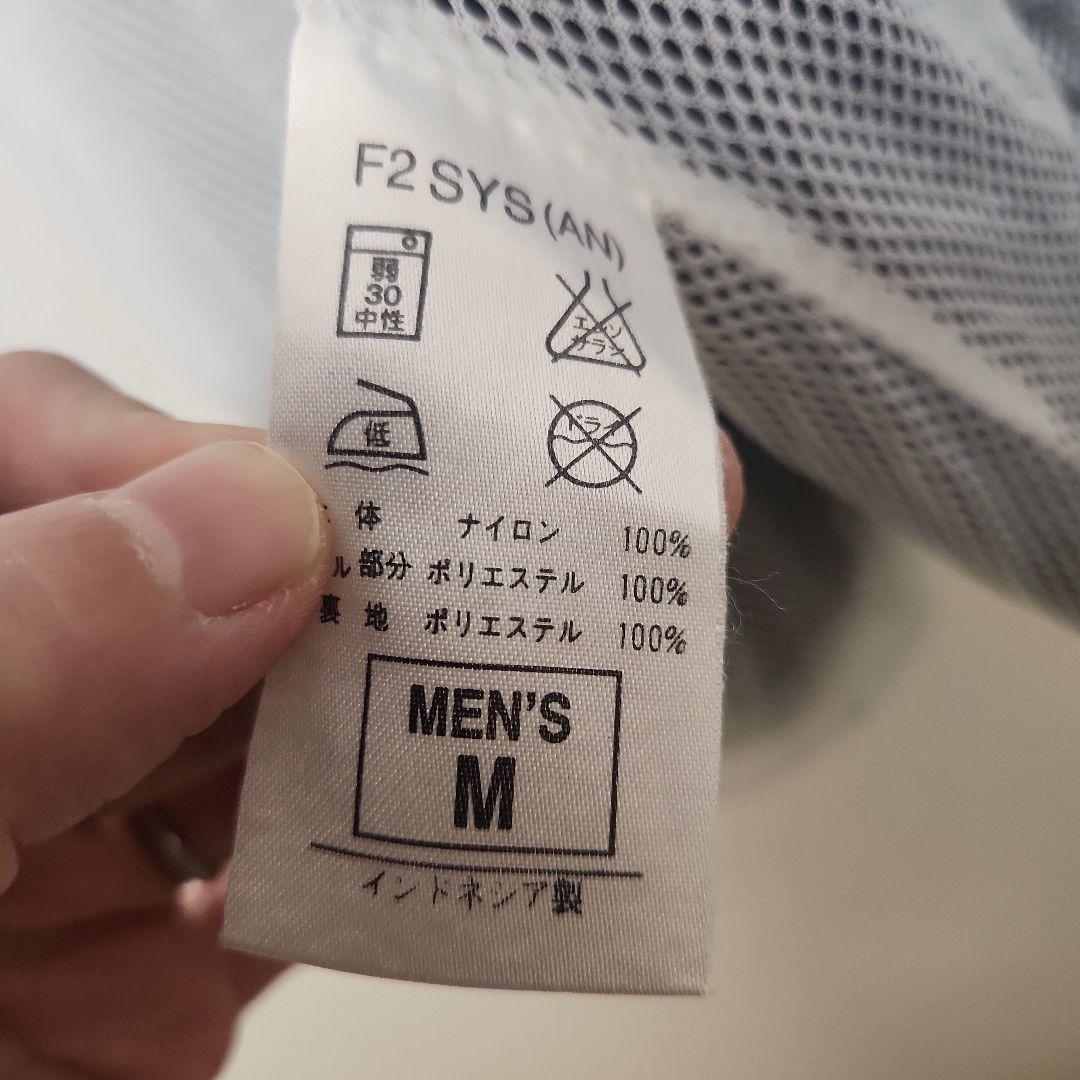 F2 SYS (AN)
弱
30
中性
エンソ
サラシ
低
ドライ
体 ナイロン 100%
ル部分 ポリエステル 100%
裏地 ポリエステル 100%
MEN'S
M
インドネシア製